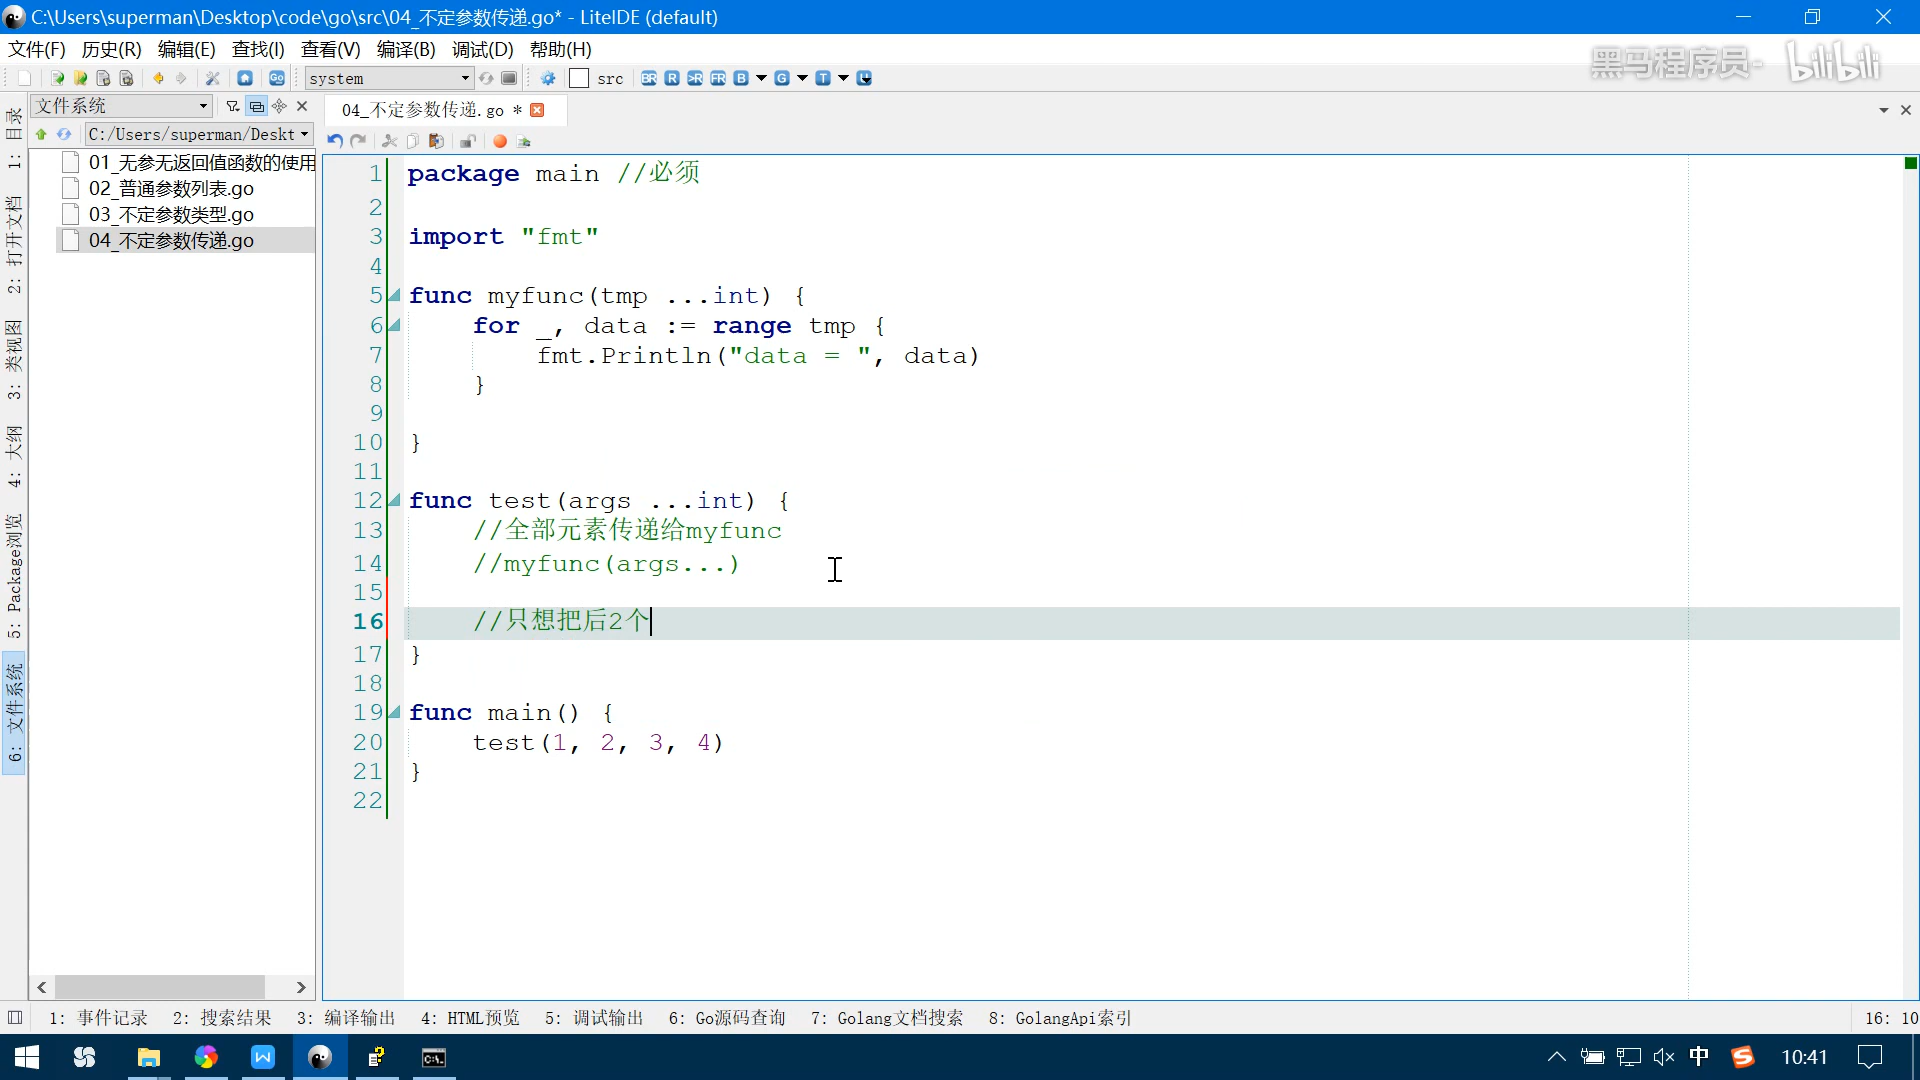 C:\Users\superman\Desktop\code\go\src\04_不定参数传递.go* - LiteIDE (default)
文件(F) 历史(R) 编辑(E) 查找(I) 查看(V) 编译(B) 调试(D) 帮助(H)
黑马程序员- bilibili
system src BR R >R FR B G T
文件系统
04_不定参数传递.go *
C:/Users/superman/Deskt
01_无参无返回值函数的使用
02_普通参数列表.go
03_不定参数类型.go
04_不定参数传递.go
1: 目录
2: 打开文档
3: 类视图
4: 大纲
5: Package浏览
6: 文件系统
1 package main //必须
2
3 import "fmt"
4
5 func myfunc(tmp ...int) {
6 for _, data := range tmp {
7 fmt.Println("data = ", data)
8 }
9
10 }
11
12 func test(args ...int) {
13 //全部元素传递给myfunc
14 //myfunc(args...)
15
16 //只想把后2个
17 }
18
19 func main() {
20 test(1, 2, 3, 4)
21 }
22
1: 事件记录 2: 搜索结果 3: 编译输出 4: HTML预览 5: 调试输出 6: Go源码查询 7: Golang文档搜索 8: GolangApi索引 16: 10
中 10:41